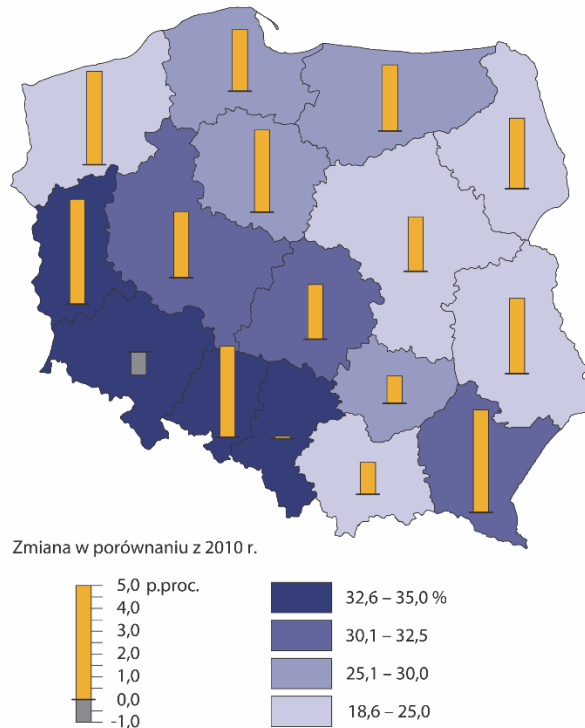 Zmiana w porównaniu z 2010 r.
5,0 p.proc.
4,0
3,0
2,0
1,0
0,0
-1,0
32,6 – 35,0 %
30,1 – 32,5
25,1 – 30,0
18,6 – 25,0